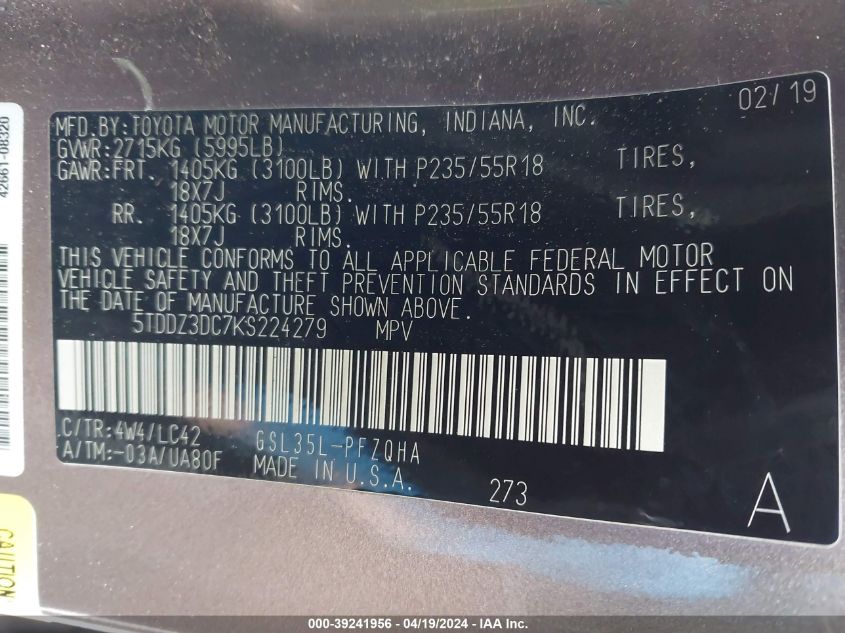 02/19
MFD.BY:TOYOTA MOTOR MANUFACTURING, INDIANA, INC.
GVWR:2715KG (5995LB)
GAWR:FRT. 1405KG (3100LB) WITH P235/55R18 TIRES,
18X7J RIMS.
RR. 1405KG (3100LB) WITH P235/55R18 TIRES,
18X7J RIMS.
THIS VEHICLE CONFORMS TO ALL APPLICABLE FEDERAL MOTOR
VEHICLE SAFETY AND THEFT PREVENTION STANDARDS IN EFFECT ON
THE DATE OF MANUFACTURE SHOWN ABOVE.
5TDDZ3DC7KS224279 MPV
C/TR:4W4/LC42 GSL35L-PFZQHA
A/TM:-03A/UA80F MADE IN U.S.A.
273
A
42661-08320
CAUTION
000-39241956 / 04/19/2024 - IAA Inc.